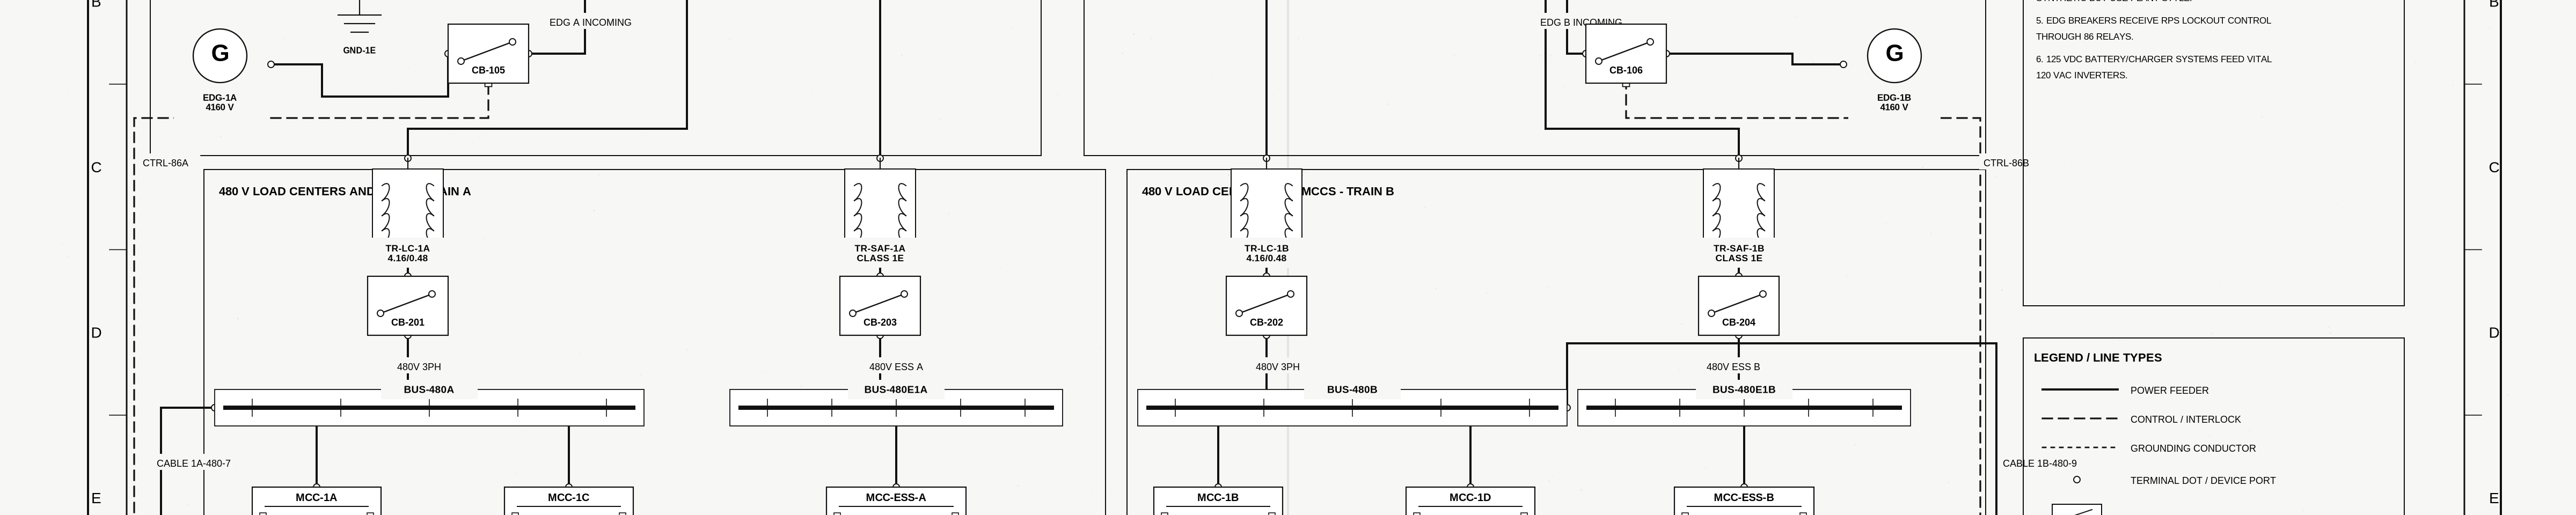 B
EDG A INCOMING
EDG B INCOMING
B
5. EDG BREAKERS RECEIVE RPS LOCKOUT CONTROL
THROUGH 86 RELAYS.
6. 125 VDC BATTERY/CHARGER SYSTEMS FEED VITAL
120 VAC INVERTERS.
G
GND-1E
CB-105
CB-106
G
EDG-1A
4160 V
EDG-1B
4160 V
C
CTRL-86A
CTRL-86B
C
480 V LOAD CENTERS AND
480 V LOAD
MCCS - TRAIN B
TR-LC-1A
4.16/0.48
TR-SAF-1A
CLASS 1E
TR-LC-1B
4.16/0.48
TR-SAF-1B
CLASS 1E
D
CB-201
CB-203
CB-202
CB-204
D
480V 3PH
480V ESS A
480V 3PH
480V ESS B
BUS-480A
BUS-480E1A
BUS-480B
BUS-480E1B
LEGEND / LINE TYPES
POWER FEEDER
CONTROL / INTERLOCK
GROUNDING CONDUCTOR
TERMINAL DOT / DEVICE PORT
CABLE 1A-480-7
CABLE 1B-480-9
E
MCC-1A
MCC-1C
MCC-ESS-A
MCC-1B
MCC-1D
MCC-ESS-B
E